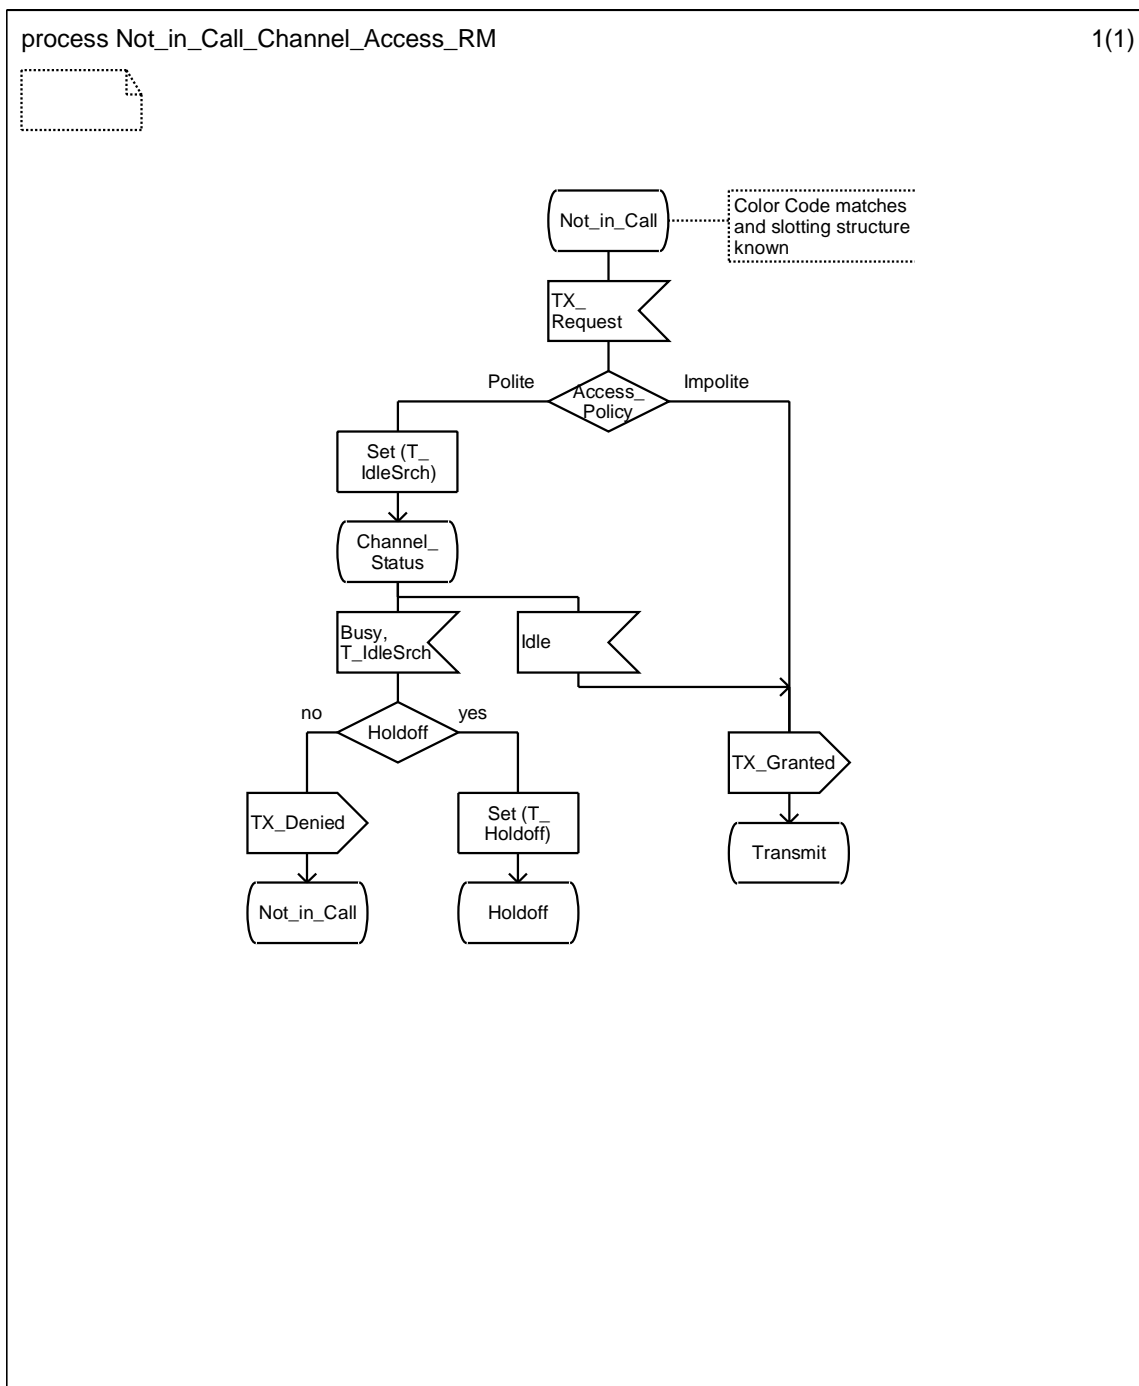 process Not_in_Call_Channel_Access_RM
1(1)
Not_in_Call
Color Code matches
and slotting structure
known
TX_
Request
Polite
Access_
Policy
Impolite
Set (T_
IdleSrch)
Channel_
Status
Busy,
T_IdleSrch
Idle
no
Holdoff
yes
TX_Granted
TX_Denied
Set (T_
Holdoff)
Transmit
Not_in_Call
Holdoff